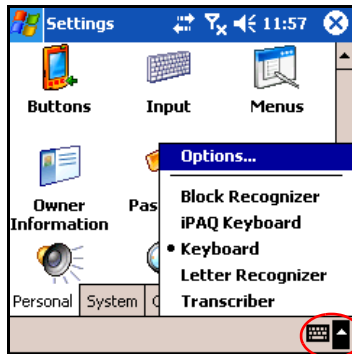 Settings
11:57
Buttons
Input
Menus
Owner
Information
Pas
Options...
Block Recognizer
iPAQ Keyboard
Keyboard
Letter Recognizer
Transcriber
Personal
System